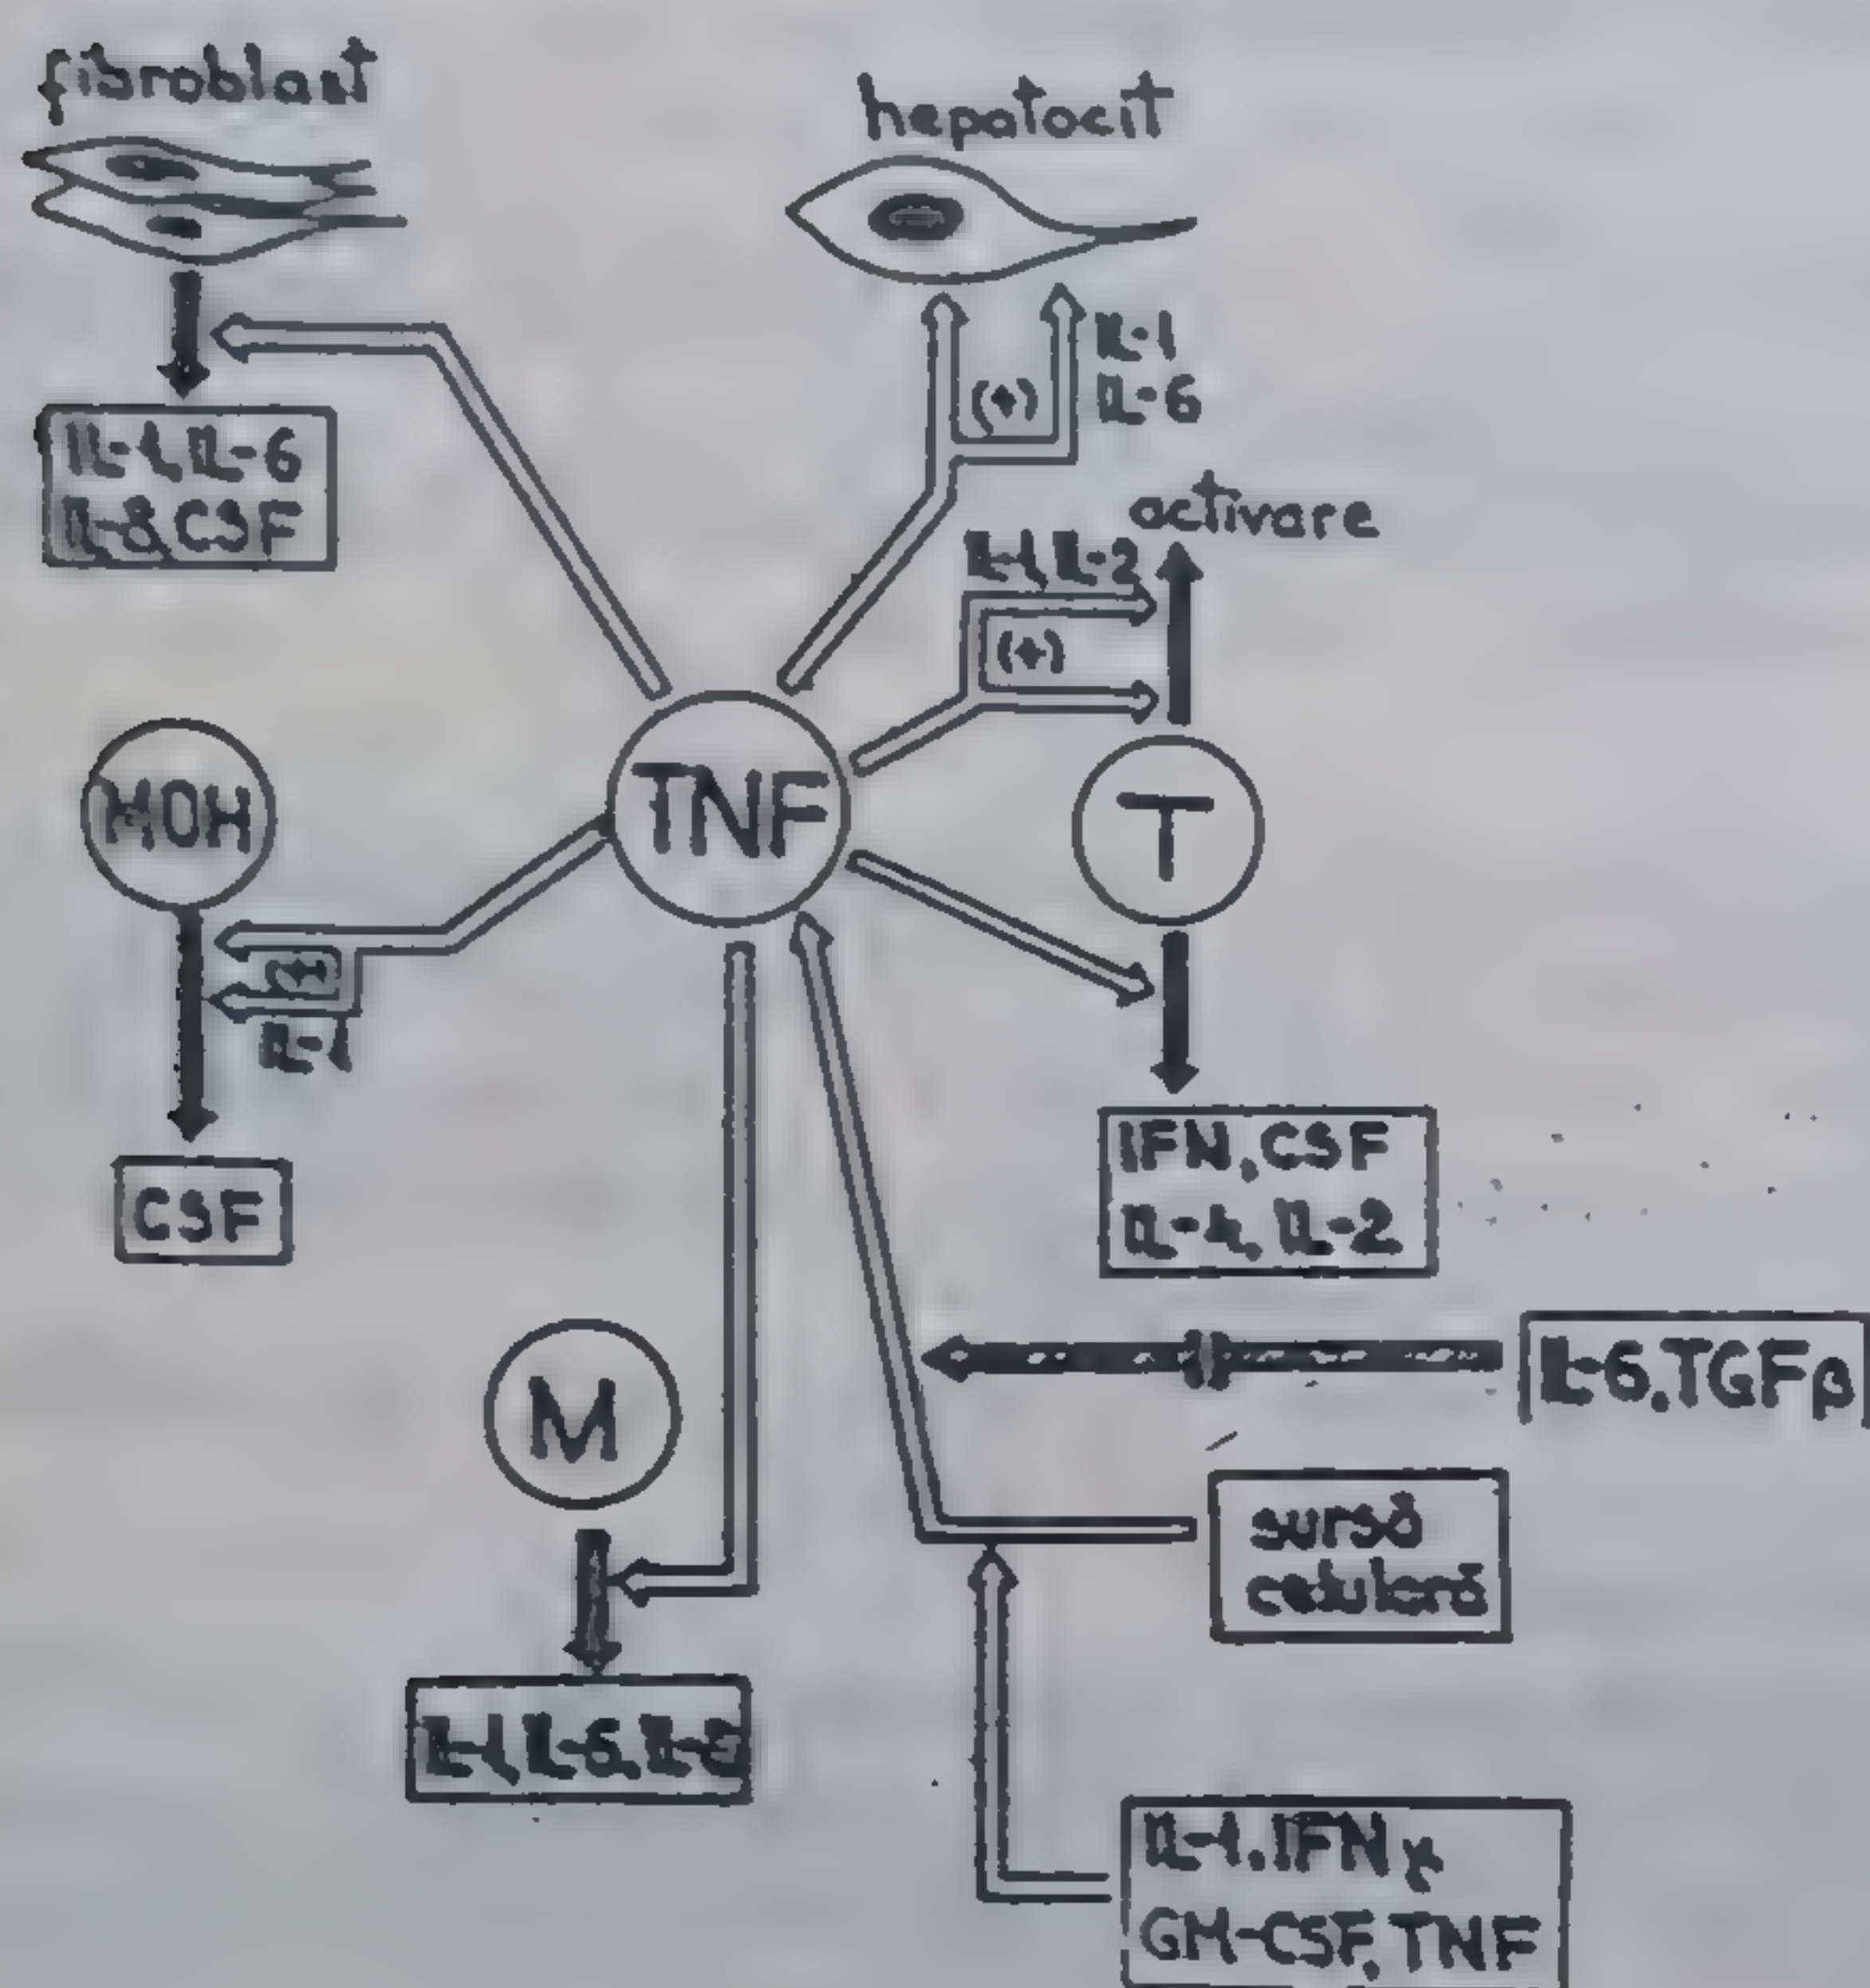 fibroblast
hepatocit
IL-1
IL-6
(+)
IL-1, IL-6
IL-8, CSF
activare
IL-1, IL-2
(+)
MOH
TNF
T
(+)
IL-1
CSF
IFN, CSF
IL-4, IL-2
IL-6, TGFβ
M
sursă
celulară
IL-1, IL-6, IL-8
IL-1, IFNγ
GM-CSF, TNF